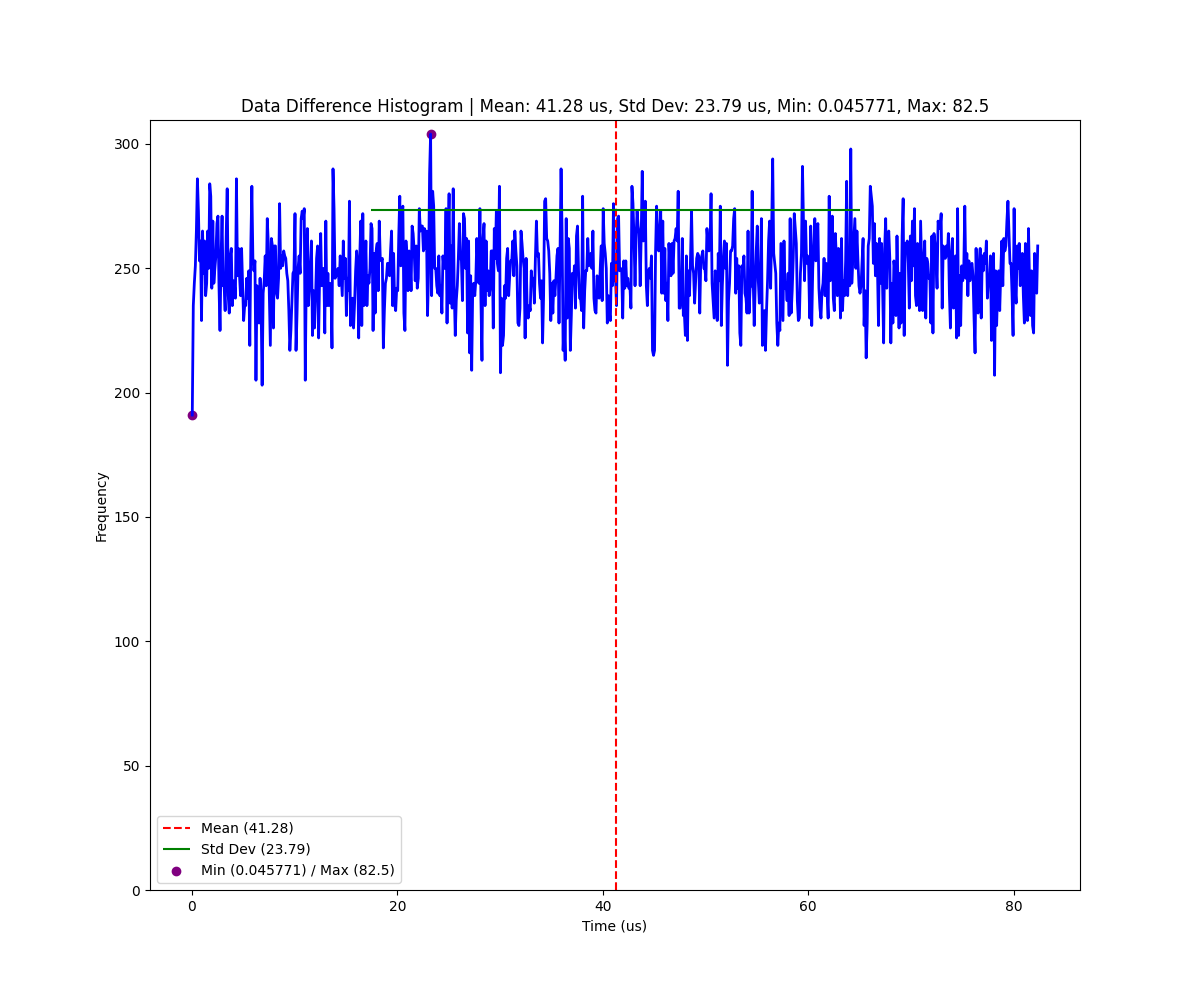 Data Difference Histogram | Mean: 41.28 us, Std Dev: 23.79 us, Min: 0.045771, Max: 82.5
300
250
200
150
100
50
0
Frequency
Mean (41.28)
Std Dev (23.79)
Min (0.045771) / Max (82.5)
0 20 40 60 80
Time (us)